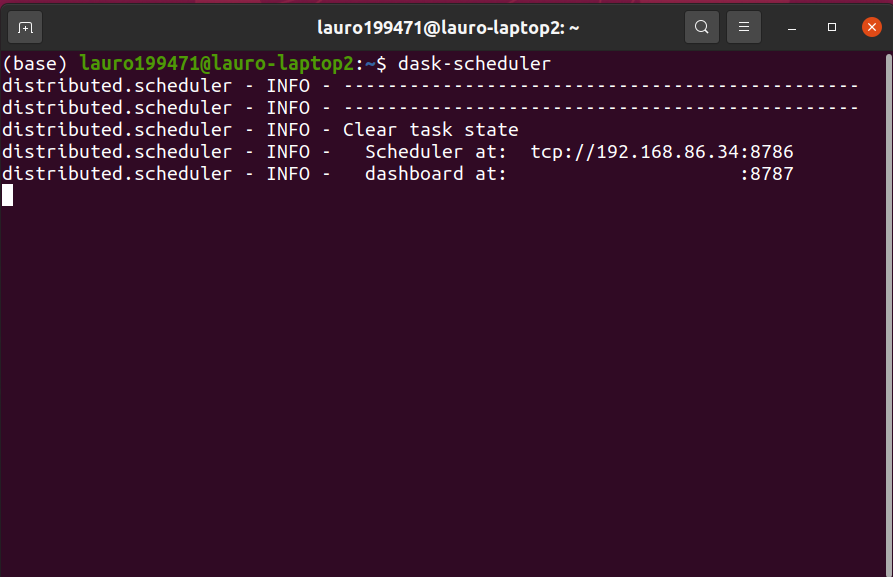 lauro199471@lauro-laptop2: ~
(base) lauro199471@lauro-laptop2:~$ dask-scheduler
distributed.scheduler - INFO - -----------------------------------------------
distributed.scheduler - INFO - -----------------------------------------------
distributed.scheduler - INFO - Clear task state
distributed.scheduler - INFO -   Scheduler at:  tcp://192.168.86.34:8786
distributed.scheduler - INFO -   dashboard at:                     :8787